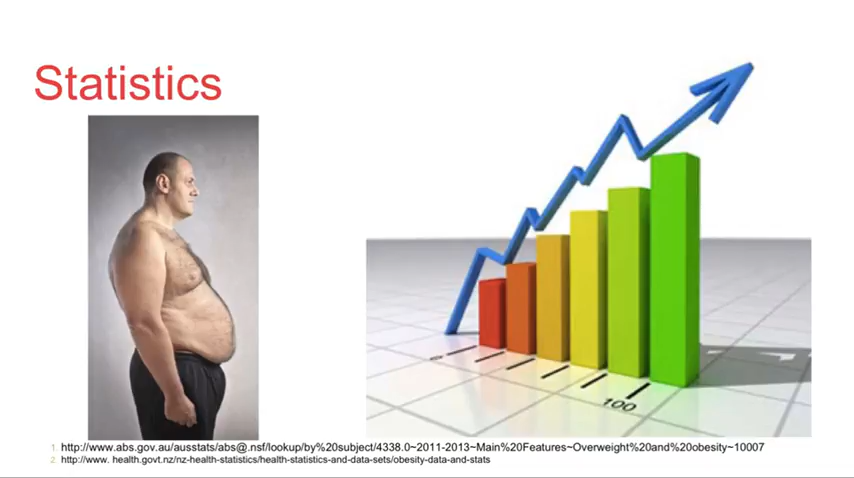 Statistics
0
100
1. http://www.abs.gov.au/ausstats/abs@.nsf/lookup/by%20subject/4338.0~2011-2013~Main%20Features~Overweight%20and%20obesity~10007
2. http://www. health.govt.nz/nz-health-statistics/health-statistics-and-data-sets/obesity-data-and-stats